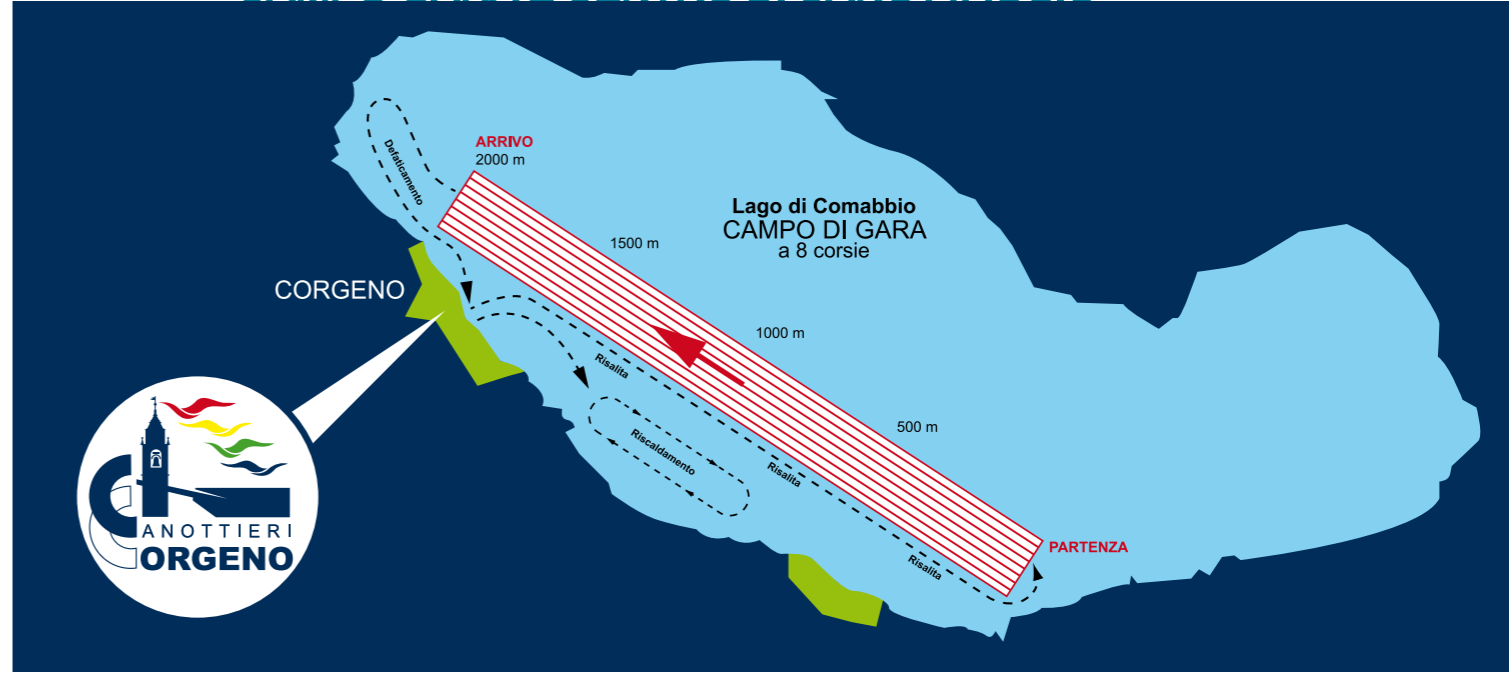 ARRIVO
2000 m
Defaticamento
Lago di Comabbio
CAMPO DI GARA
a 8 corsie
1500 m
CORGENO
1000 m
Risalita
500 m
Riscaldamento
Risalita
ANOTTIERI
ORGENO
PARTENZA
Risalita